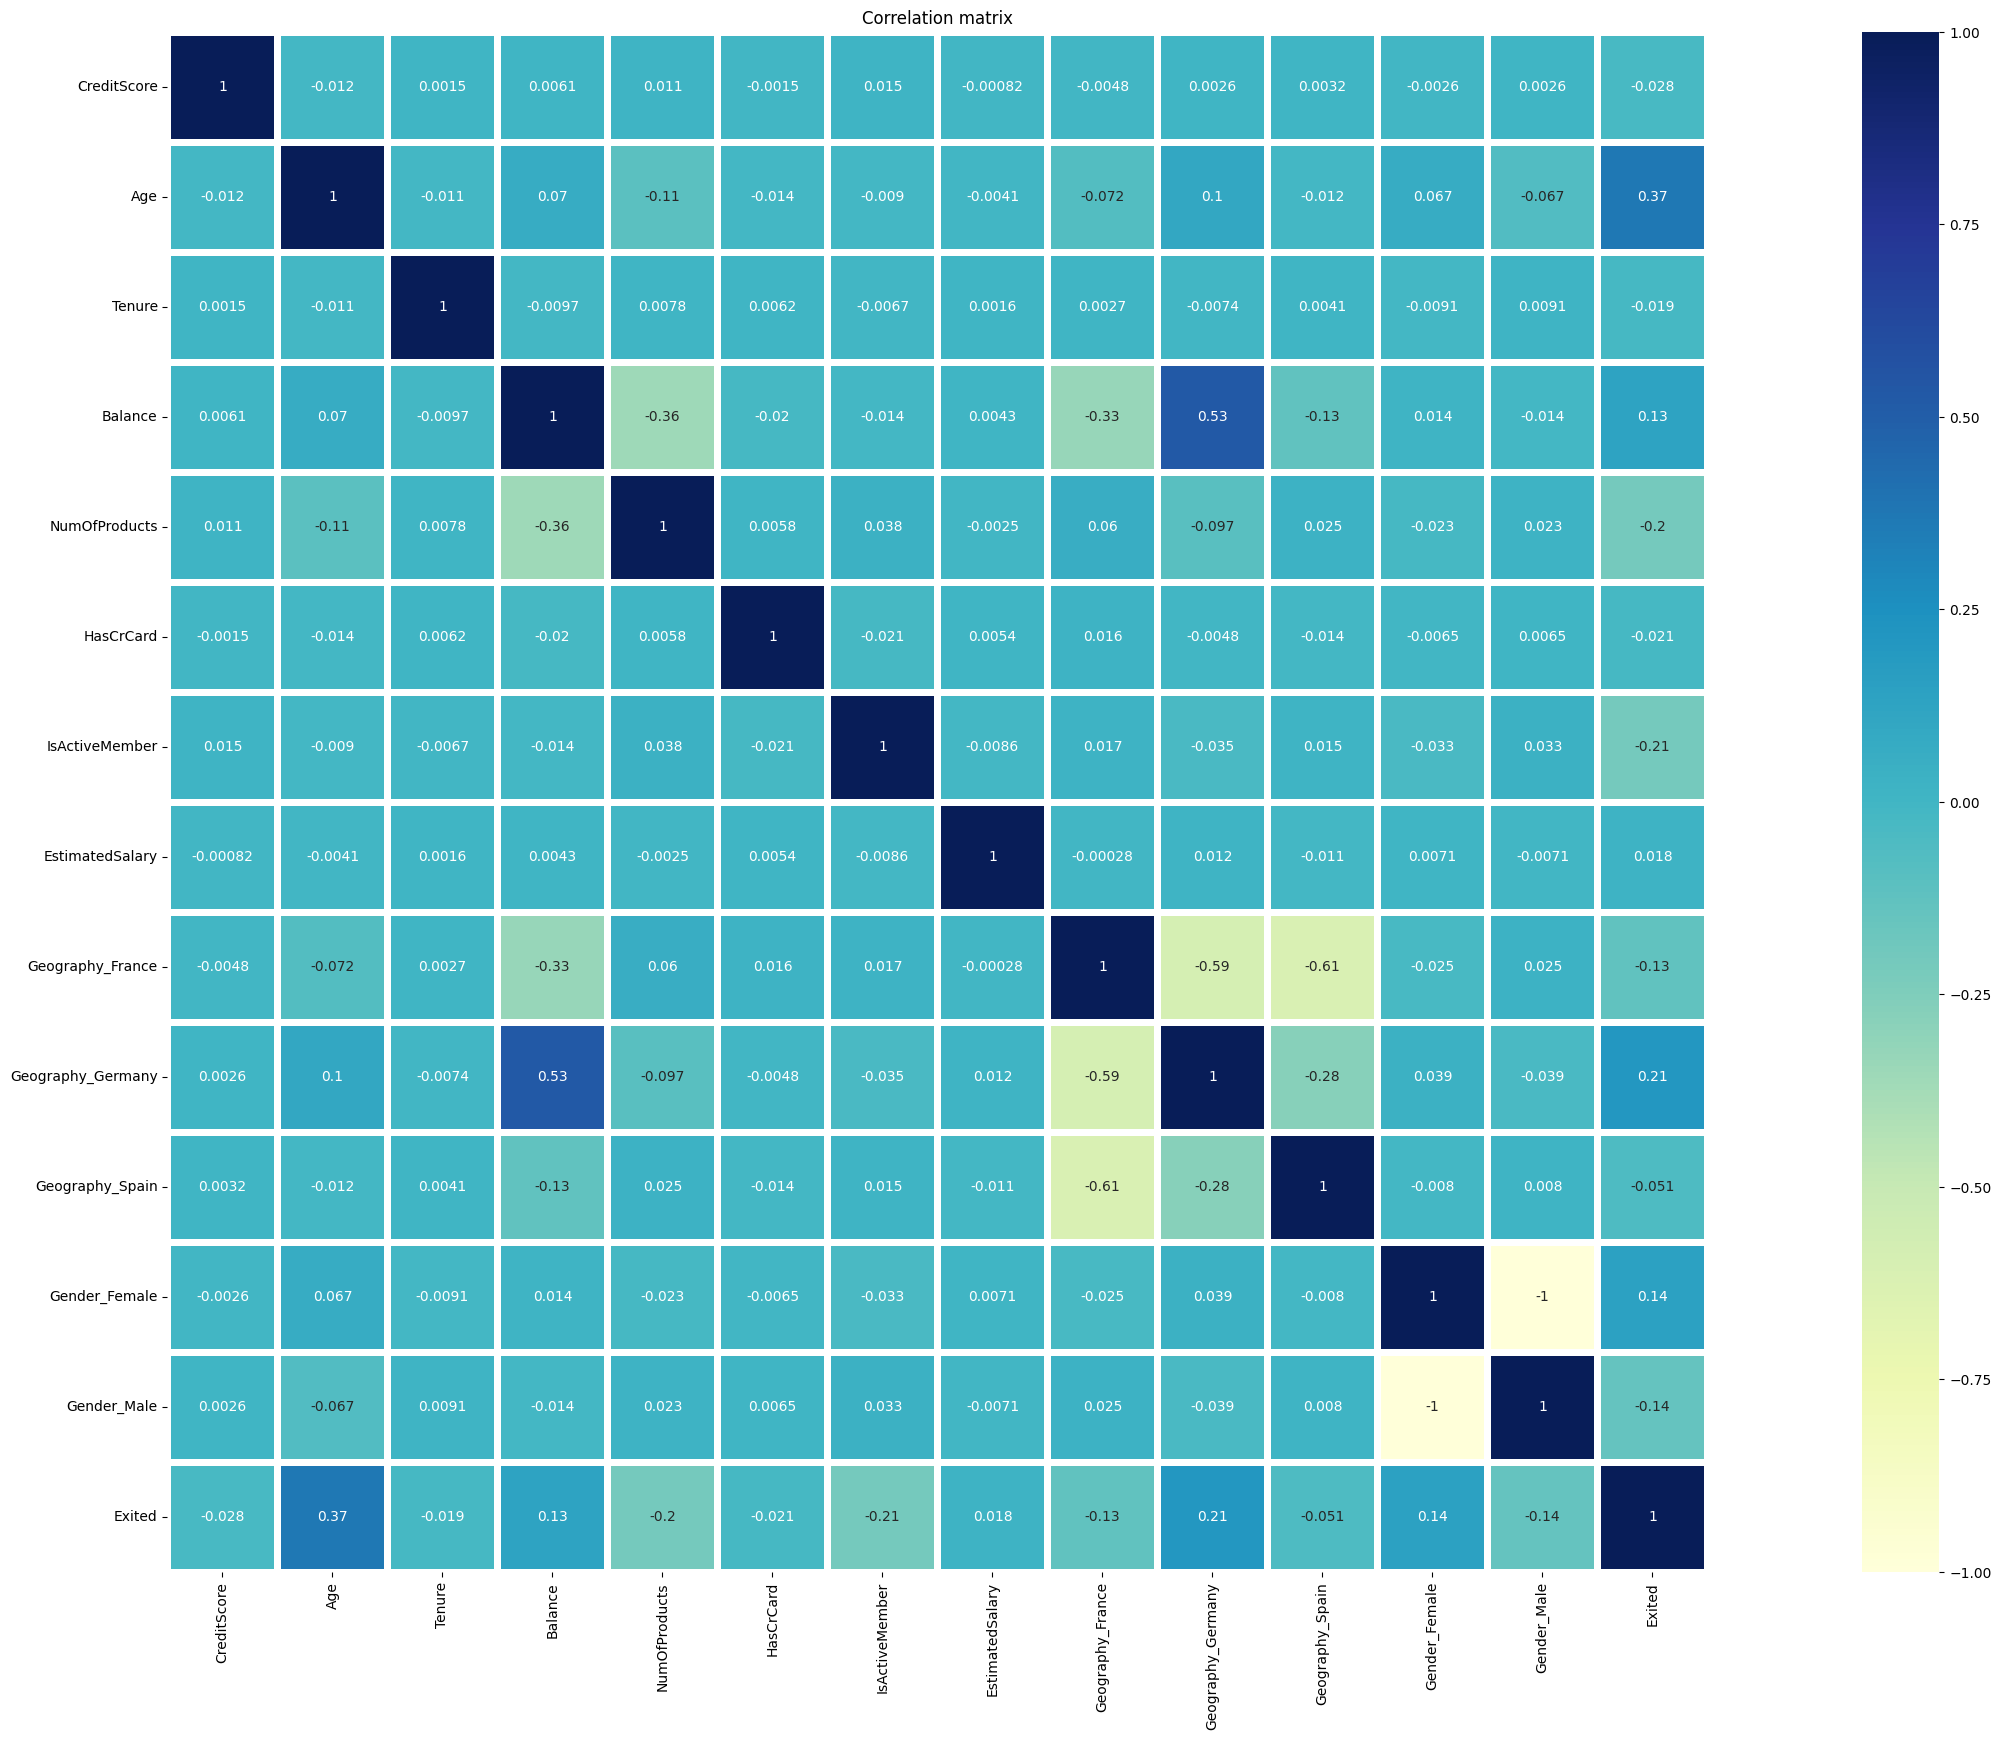 Correlation matrix
CreditScore 1 -0.012 0.0015 0.0061 0.011 -0.0015 0.015 -0.00082 -0.0048 0.0026 0.0032 -0.0026 0.0026 -0.028
Age -0.012 1 -0.011 0.07 -0.11 -0.014 -0.009 -0.0041 -0.072 0.1 -0.012 0.067 -0.067 0.37
Tenure 0.0015 -0.011 1 -0.0097 0.0078 0.0062 -0.0067 0.0016 0.0027 -0.0074 0.0041 -0.0091 0.0091 -0.019
Balance 0.0061 0.07 -0.0097 1 -0.36 -0.02 -0.014 0.0043 -0.33 0.53 -0.13 0.014 -0.014 0.13
NumOfProducts 0.011 -0.11 0.0078 -0.36 1 0.0058 0.038 -0.0025 0.06 -0.097 0.025 -0.023 0.023 -0.2
HasCrCard -0.0015 -0.014 0.0062 -0.02 0.0058 1 -0.021 0.0054 0.016 -0.0048 -0.014 -0.0065 0.0065 -0.021
IsActiveMember 0.015 -0.009 -0.0067 -0.014 0.038 -0.021 1 -0.0086 0.017 -0.035 0.015 -0.033 0.033 -0.21
EstimatedSalary -0.00082 -0.0041 0.0016 0.0043 -0.0025 0.0054 -0.0086 1 -0.00028 0.012 -0.011 0.0071 -0.0071 0.018
Geography_France -0.0048 -0.072 0.0027 -0.33 0.06 0.016 0.017 -0.00028 1 -0.59 -0.61 -0.025 0.025 -0.13
Geography_Germany 0.0026 0.1 -0.0074 0.53 -0.097 -0.0048 -0.035 0.012 -0.59 1 -0.28 0.039 -0.039 0.21
Geography_Spain 0.0032 -0.012 0.0041 -0.13 0.025 -0.014 0.015 -0.011 -0.61 -0.28 1 -0.008 0.008 -0.051
Gender_Female -0.0026 0.067 -0.0091 0.014 -0.023 -0.0065 -0.033 0.0071 -0.025 0.039 -0.008 1 -1 0.14
Gender_Male 0.0026 -0.067 0.0091 -0.014 0.023 0.0065 0.033 -0.0071 0.025 -0.039 0.008 -1 1 -0.14
Exited -0.028 0.37 -0.019 0.13 -0.2 -0.021 -0.21 0.018 -0.13 0.21 -0.051 0.14 -0.14 1
CreditScore
Age
Tenure
Balance
NumOfProducts
HasCrCard
IsActiveMember
EstimatedSalary
Geography_France
Geography_Germany
Geography_Spain
Gender_Female
Gender_Male
Exited
1.00
0.75
0.50
0.25
0.00
−0.25
−0.50
−0.75
−1.00